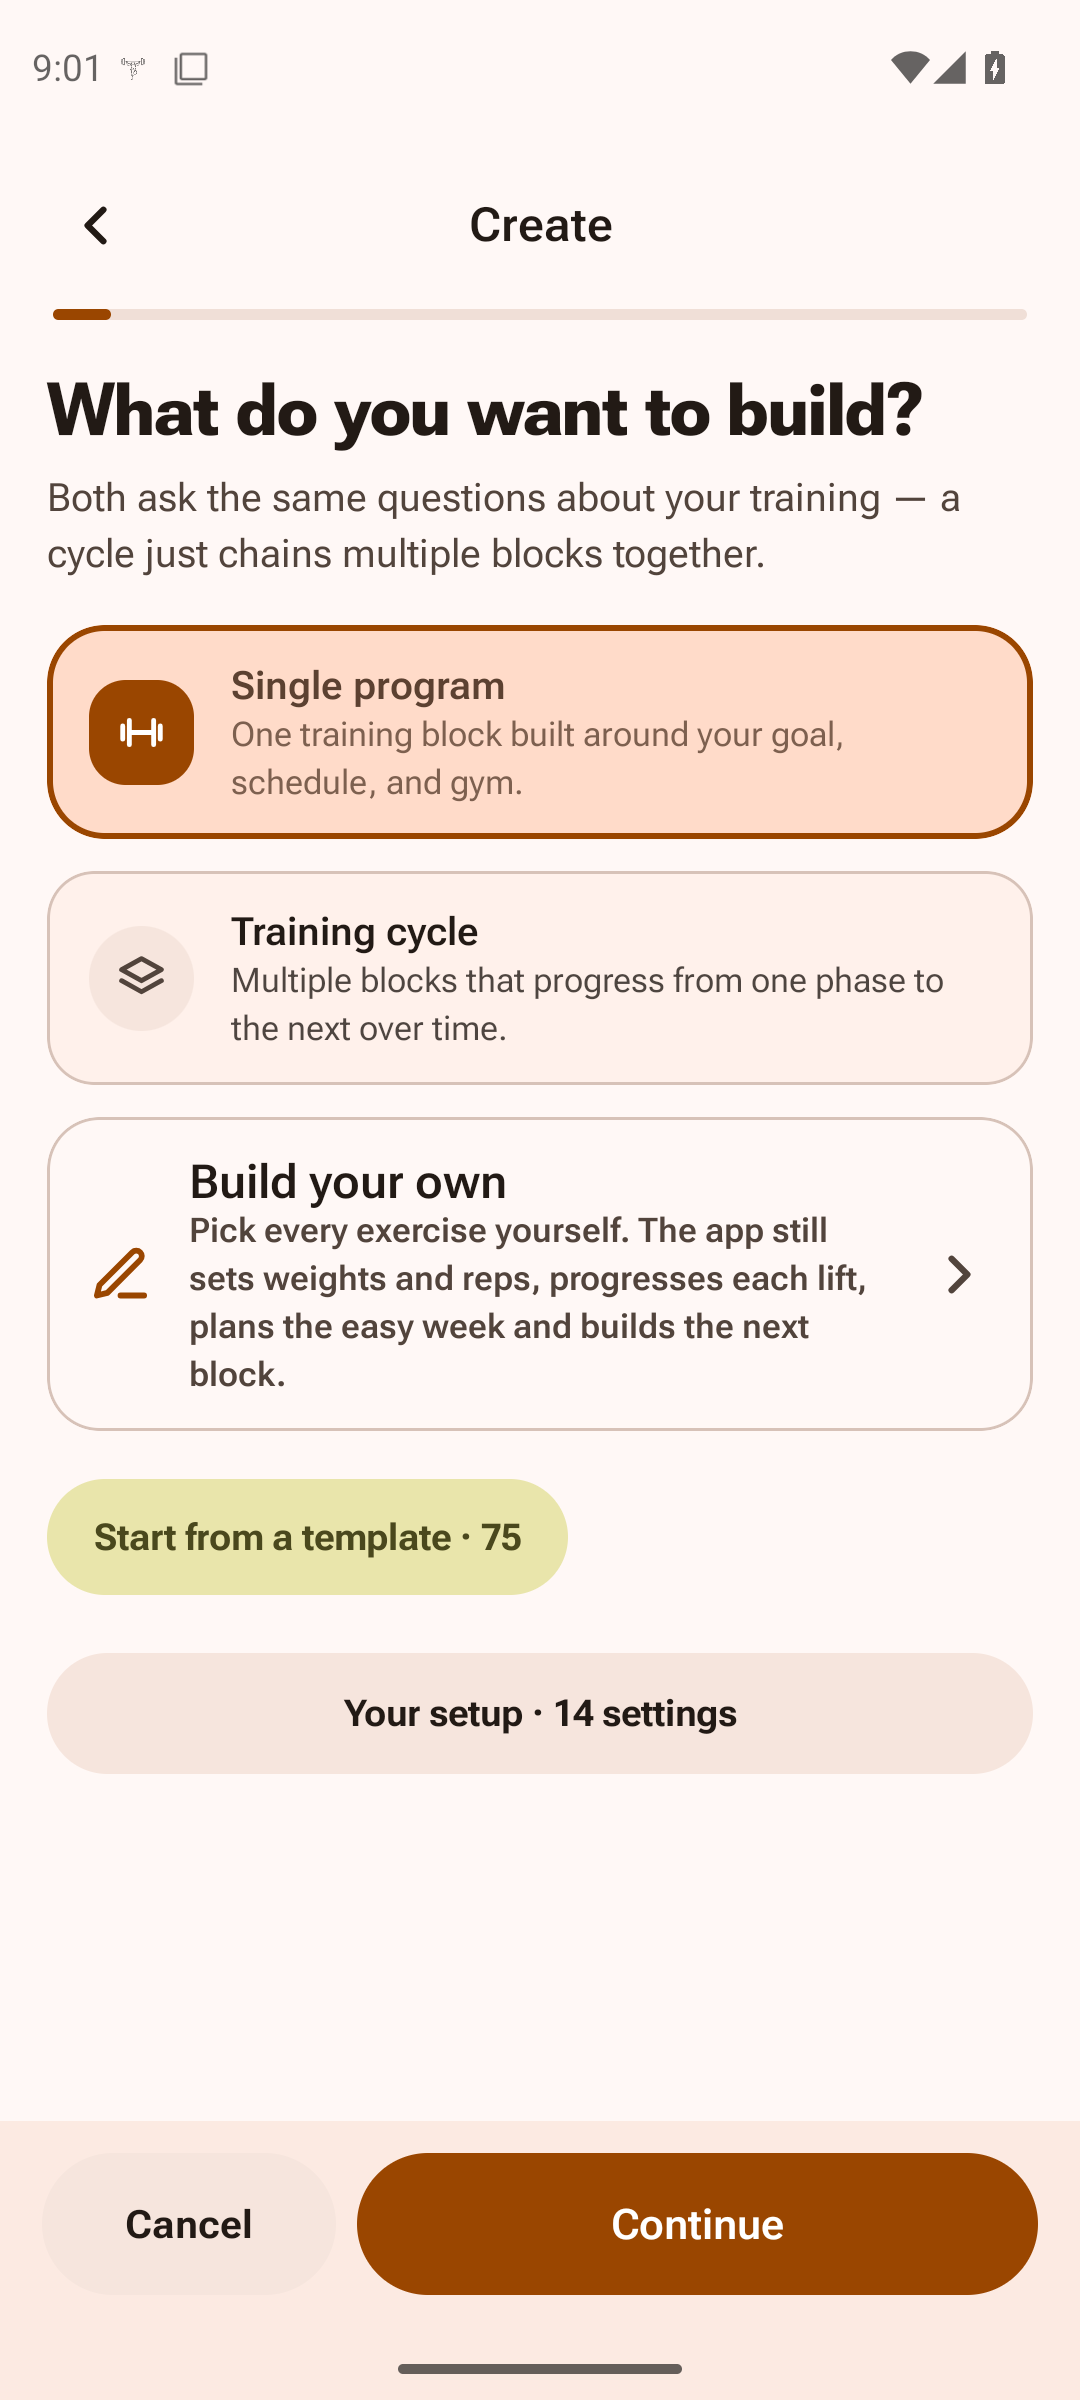 9:01
Create
What do you want to build?
Both ask the same questions about your training — a
cycle just chains multiple blocks together.
Single program
One training block built around your goal,
schedule, and gym.
Training cycle
Multiple blocks that progress from one phase to
the next over time.
Build your own
Pick every exercise yourself. The app still
sets weights and reps, progresses each lift,
plans the easy week and builds the next
block.
Start from a template · 75
Your setup · 14 settings
Cancel
Continue